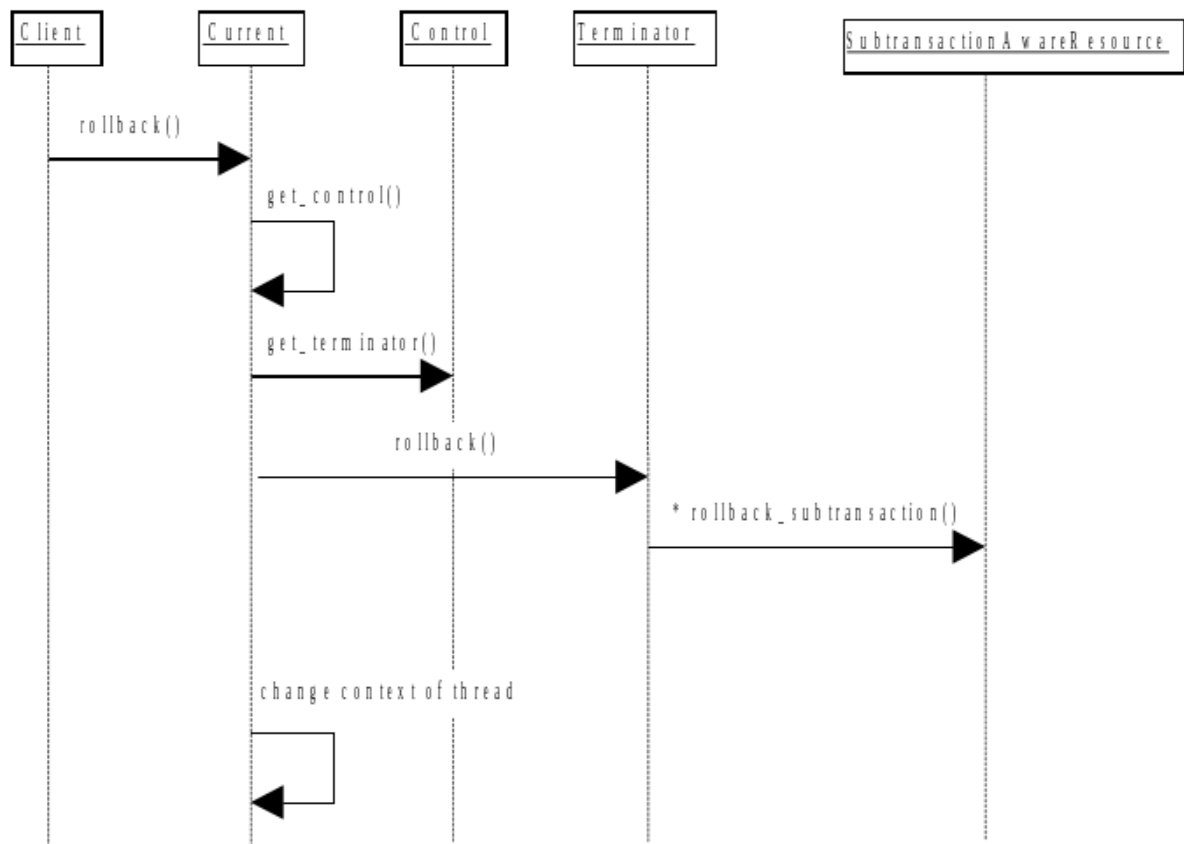 Client
Current
Control
Terminator
SubtransactionAwareResource
rollback()
get_control()
get_terminator()
rollback()
* rollback_subtransaction()
change context of thread